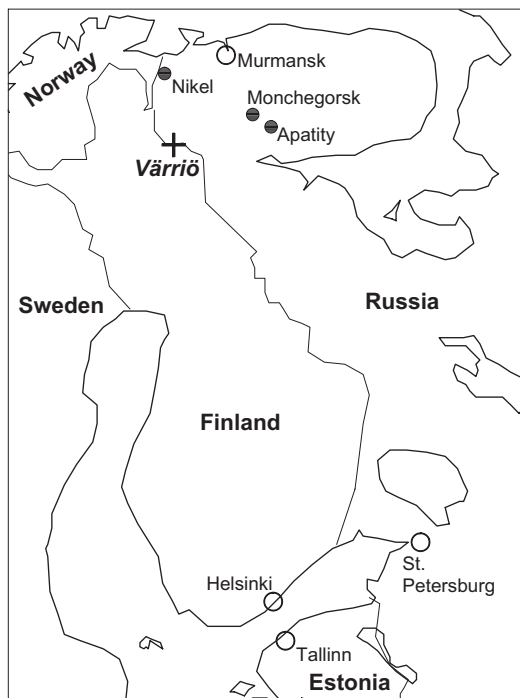 Norway
Murmansk
Nikel
Monchegorsk
Apatity
Värriö
Sweden
Russia
Finland
Helsinki
St.
Petersburg
Tallinn
Estonia